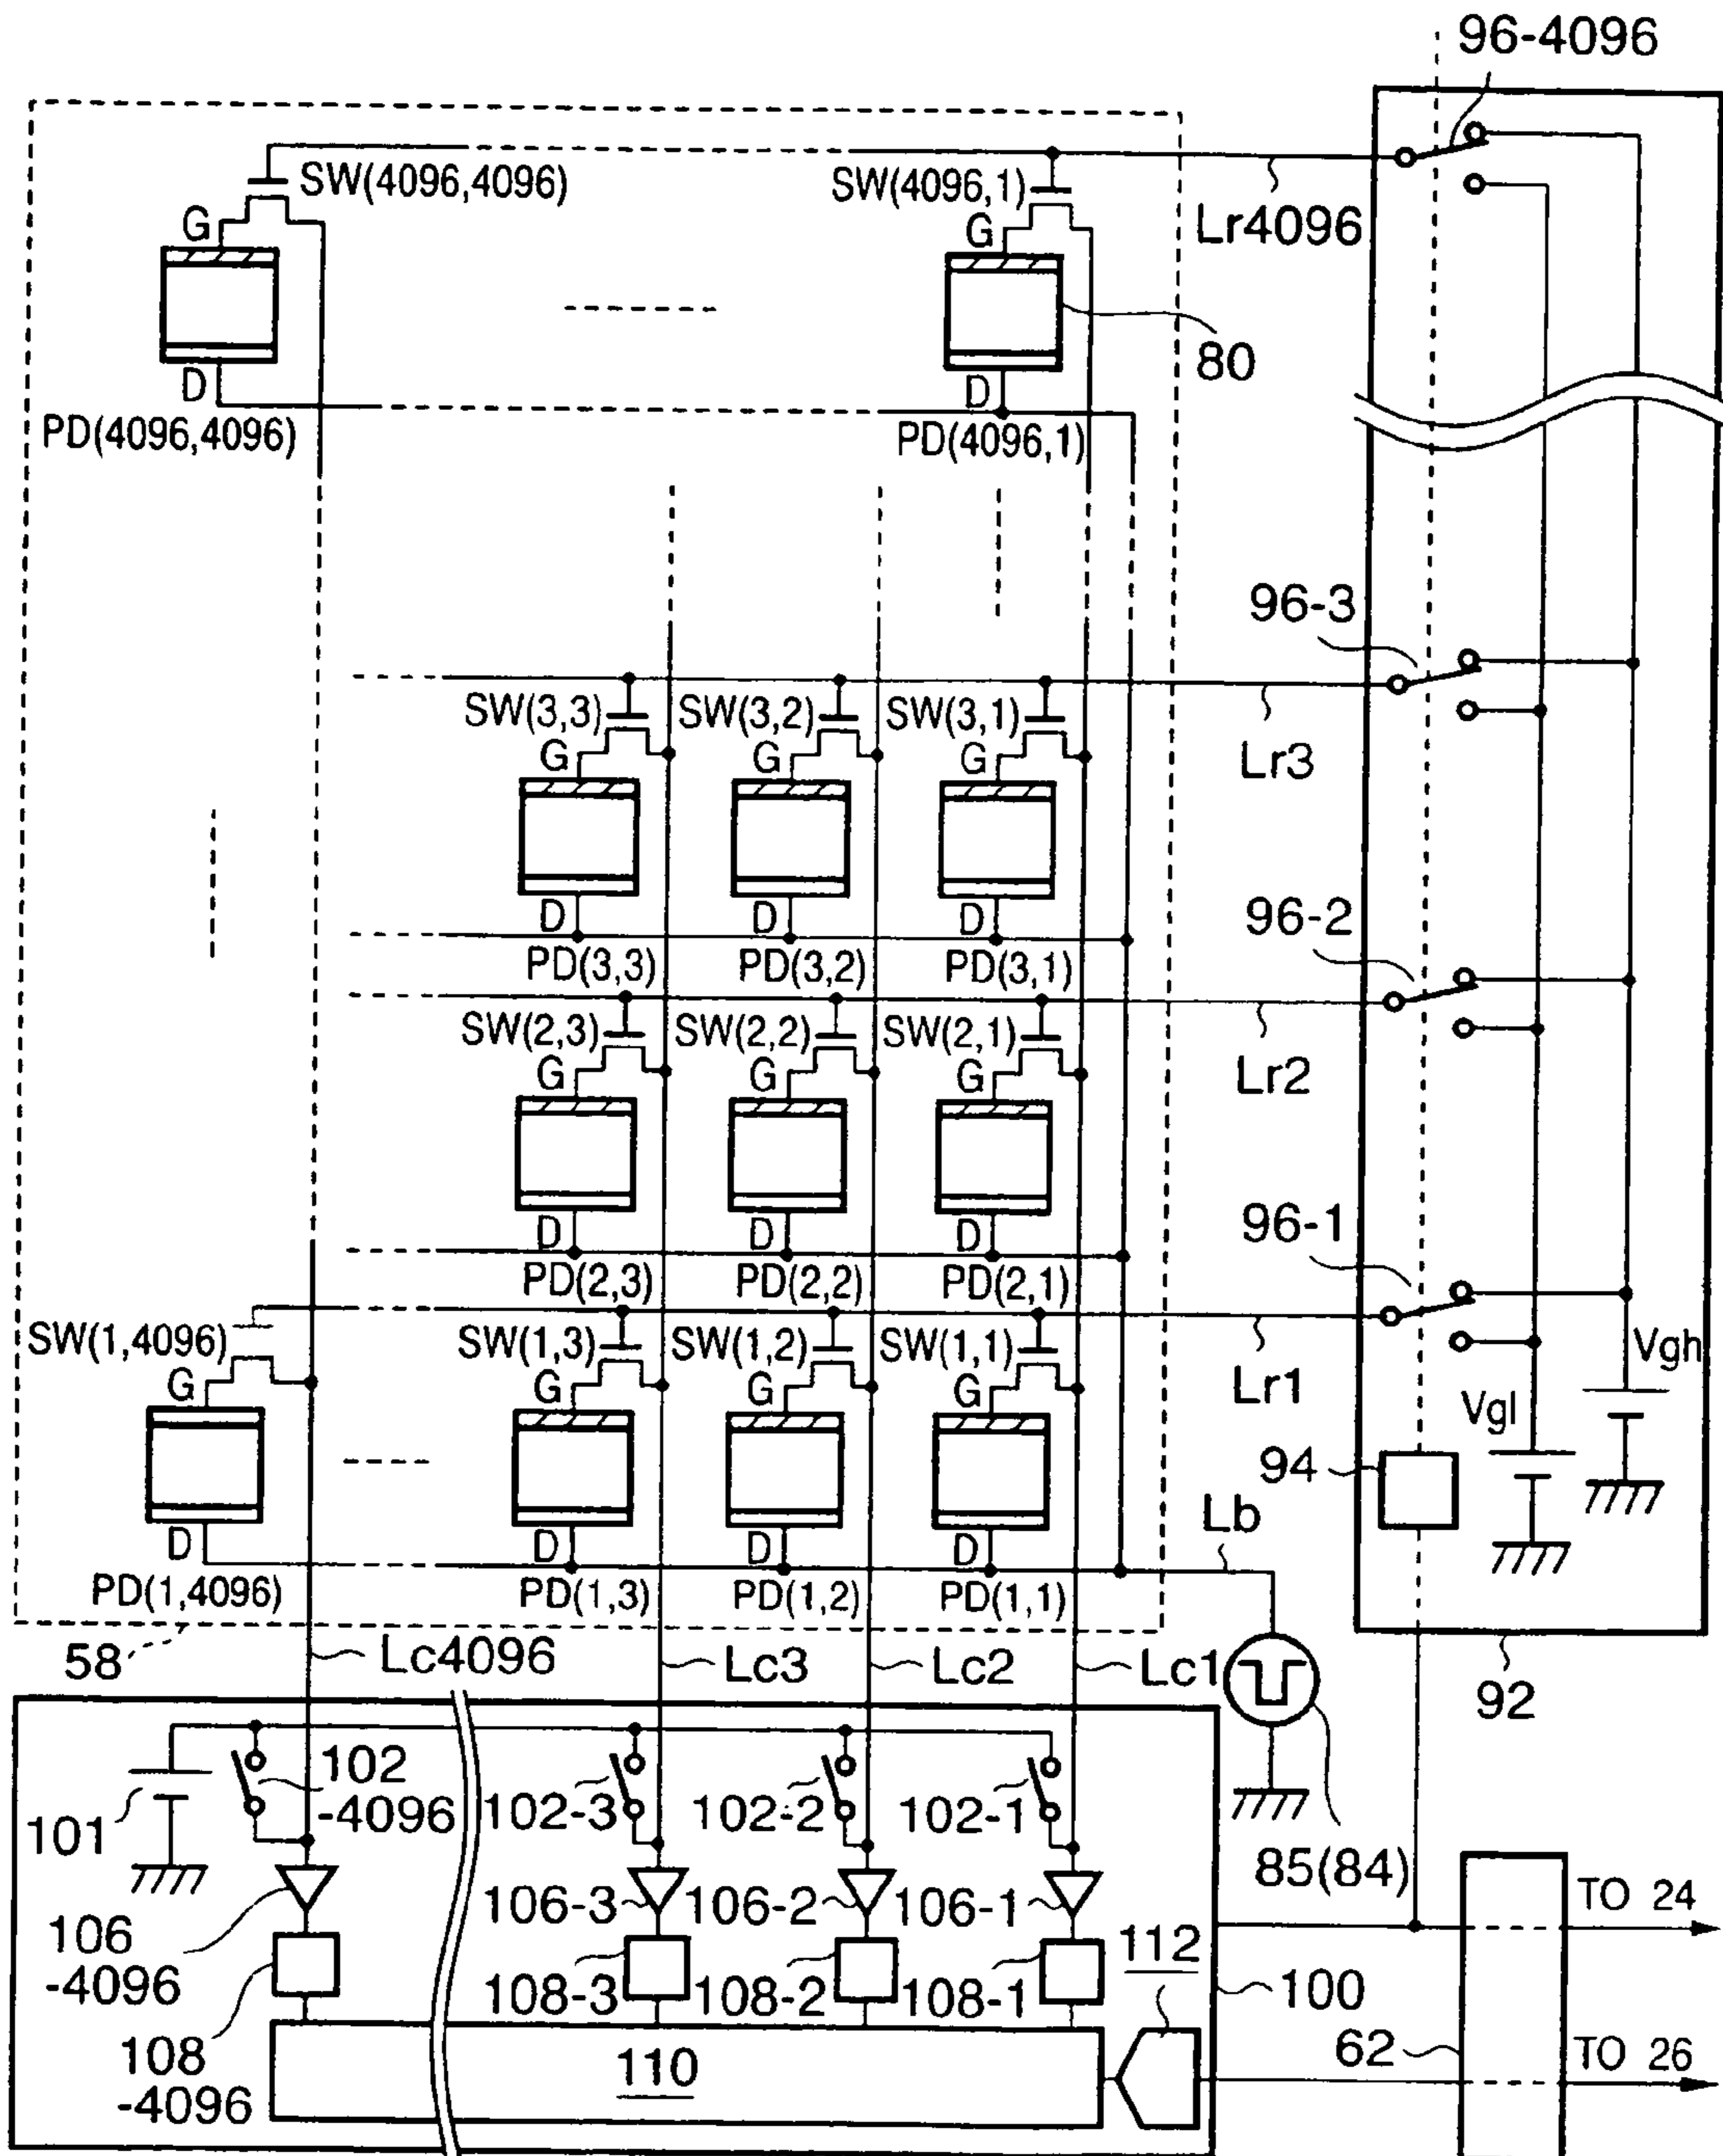 96-4096
SW(4096,4096)
SW(4096,1)
G
G
Lr4096
80
D
D
PD(4096,4096)
PD(4096,1)
96-3
SW(3,3)
SW(3,2)
SW(3,1)
G
G
G
Lr3
D
D
D
96-2
PD(3,3)
PD(3,2)
PD(3,1)
SW(2,3)
SW(2,2)
SW(2,1)
G
G
G
Lr2
D
D
D
96-1
PD(2,3)
PD(2,2)
PD(2,1)
SW(1,4096)
SW(1,3)
SW(1,2)
SW(1,1)
G
G
G
G
Lr1
Vgl
Vgh
94
D
D
D
D
Lb
PD(1,4096)
PD(1,3)
PD(1,2)
PD(1,1)
58
Lc4096
Lc3
Lc2
Lc1
92
101
102
-4096
102-3
102-2
102-1
85(84)
106
-4096
106-3
106-2
106-1
112
TO 24
108
-4096
108-3
108-2
108-1
100
110
62
TO 26